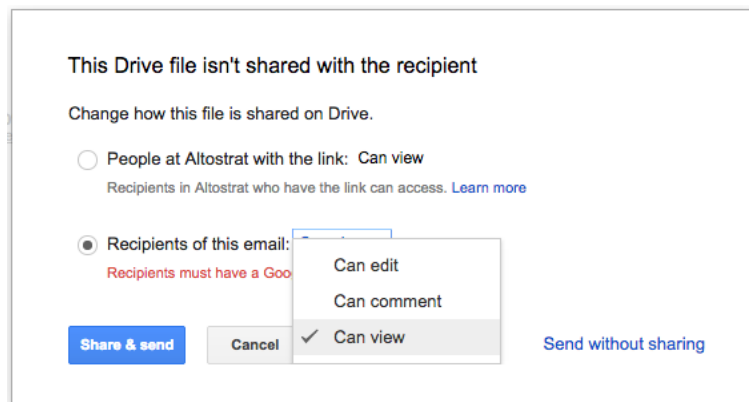 This Drive file isn't shared with the recipient
Change how this file is shared on Drive.
People at Altostrat with the link: Can view
Recipients in Altostrat who have the link can access. Learn more
Recipients of this email:
Recipients must have a Goo
Can edit
Can comment
Can view
Share & send
Cancel
Send without sharing